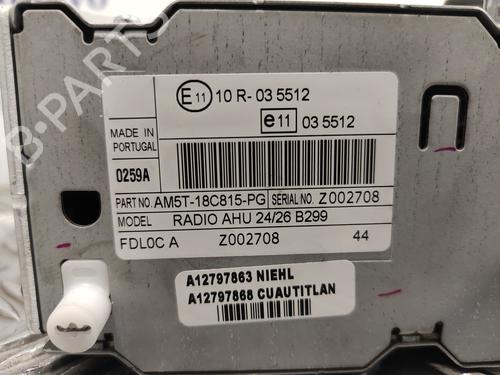 E11 10 R- 03 5512
e11 03 5512
MADE IN
PORTUGAL
0259A
PART NO. AM5T-18C815-PG SERIAL NO. Z002708
MODEL RADIO AHU 24/26 B299
FDL0C A Z002708 44
A12797863 NIEHL
A12797868 CUAUTITLAN